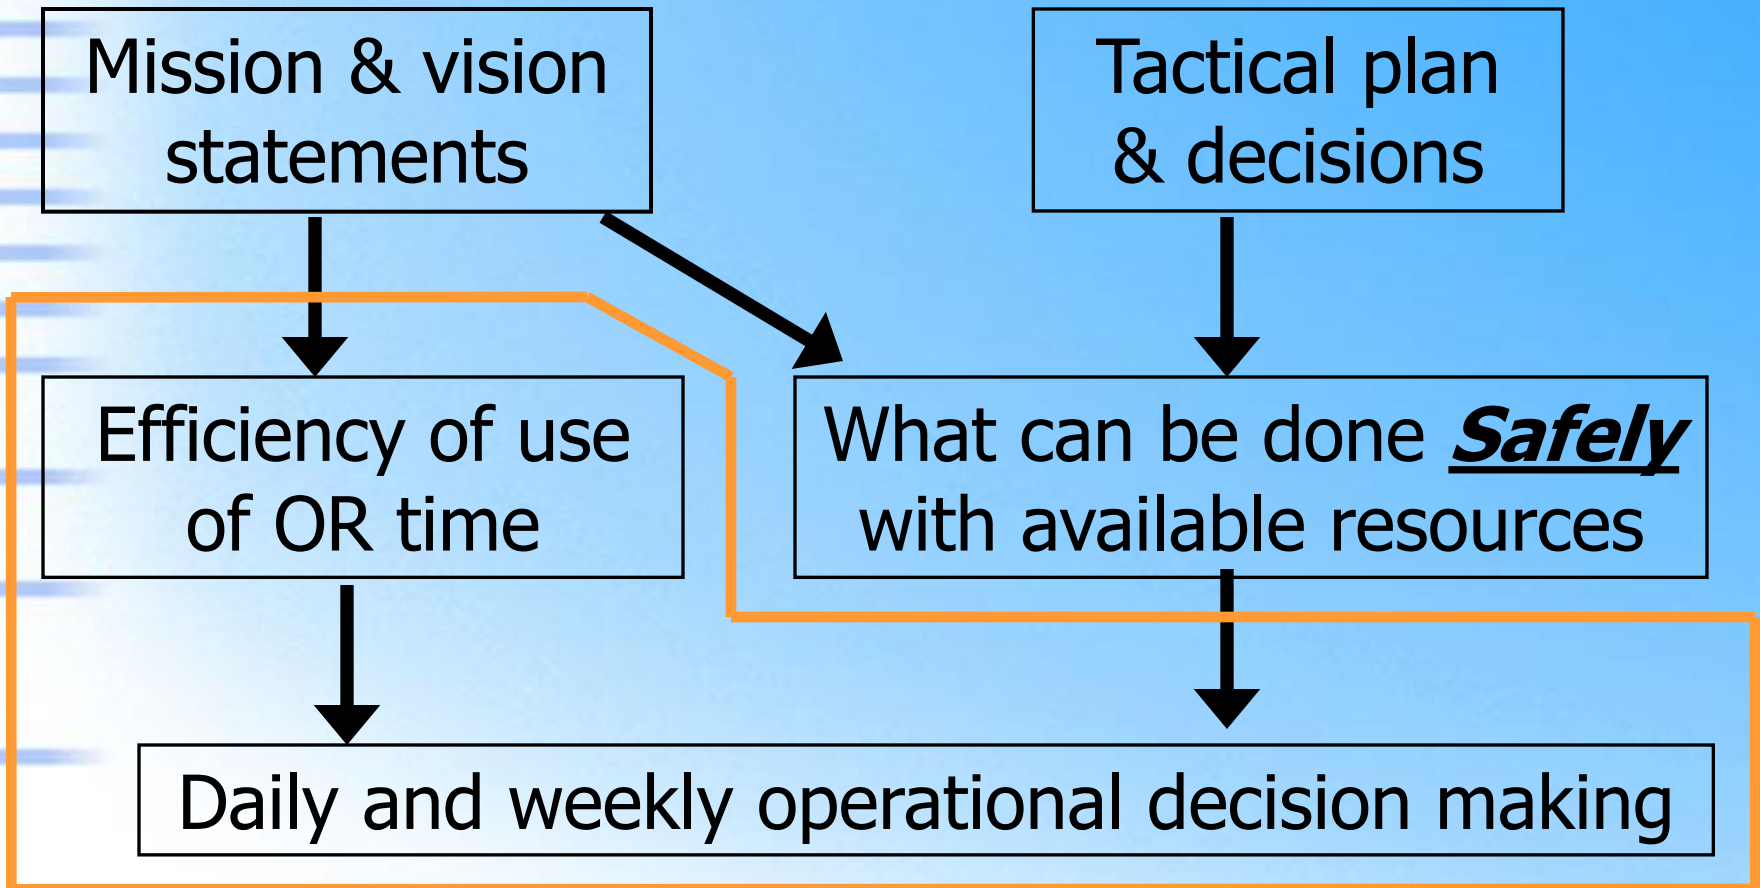 Mission & vision
statements
Tactical plan
& decisions
Efficiency of use
of OR time
What can be done Safely
with available resources
Daily and weekly operational decision making